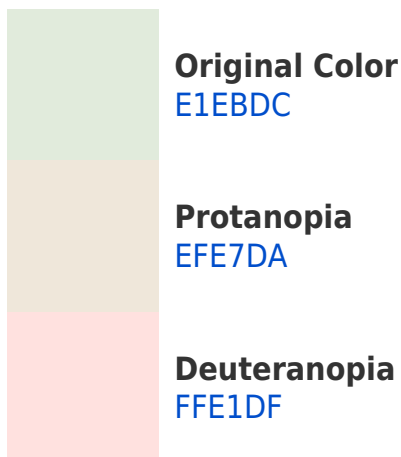 Original Color
E1EBDC
Protanopia
EFE7DA
Deuteranopia
FFE1DF